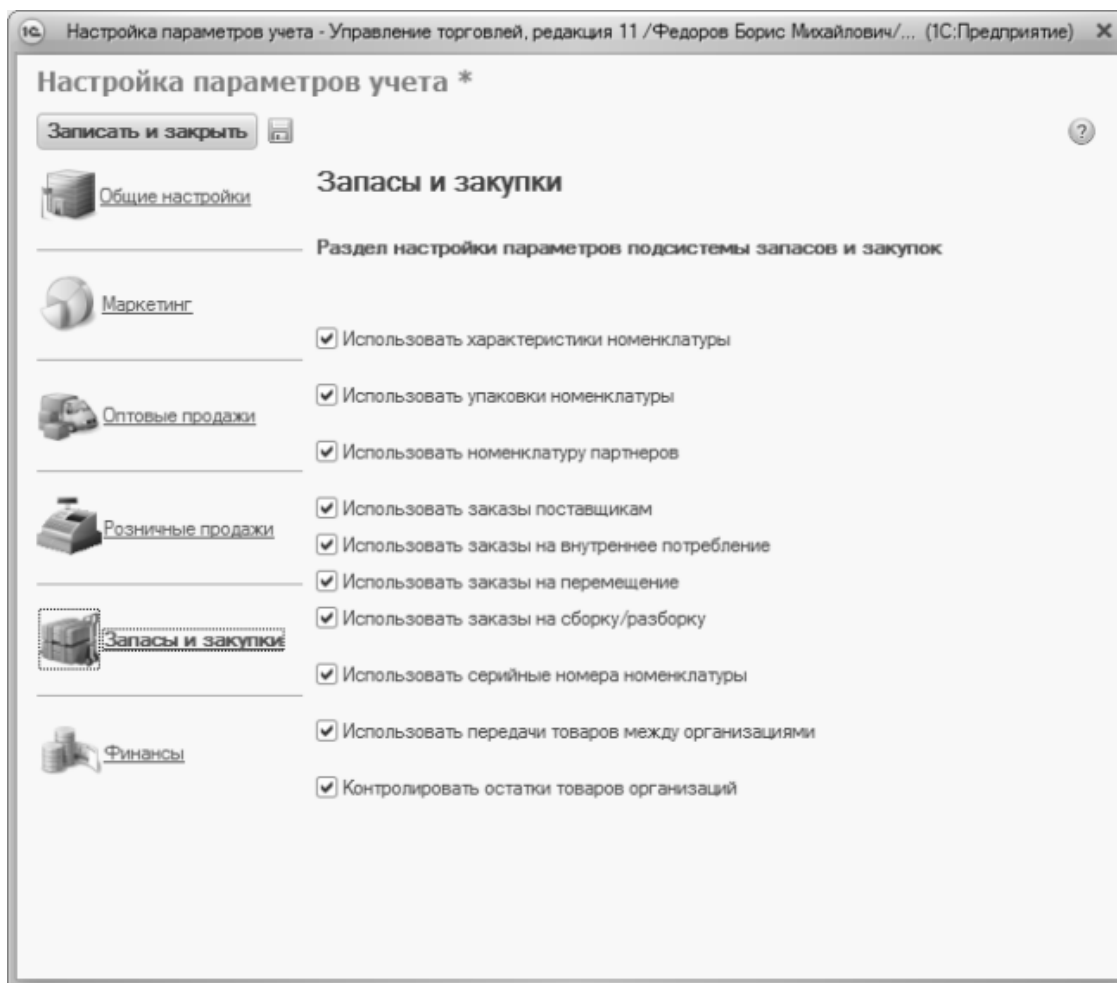 1С Настройка параметров учета - Управление торговлей, редакция 11 /Федоров Борис Михайлович/... (1С:Предприятие)
Настройка параметров учета *
Записать и закрыть
?
Общие настройки
Маркетинг
Оптовые продажи
Розничные продажи
Запасы и закупки
Финансы
Запасы и закупки
Раздел настройки параметров подсистемы запасов и закупок
Использовать характеристики номенклатуры
Использовать упаковки номенклатуры
Использовать номенклатуру партнеров
Использовать заказы поставщикам
Использовать заказы на внутреннее потребление
Использовать заказы на перемещение
Использовать заказы на сборку/разборку
Использовать серийные номера номенклатуры
Использовать передачи товаров между организациями
Контролировать остатки товаров организаций